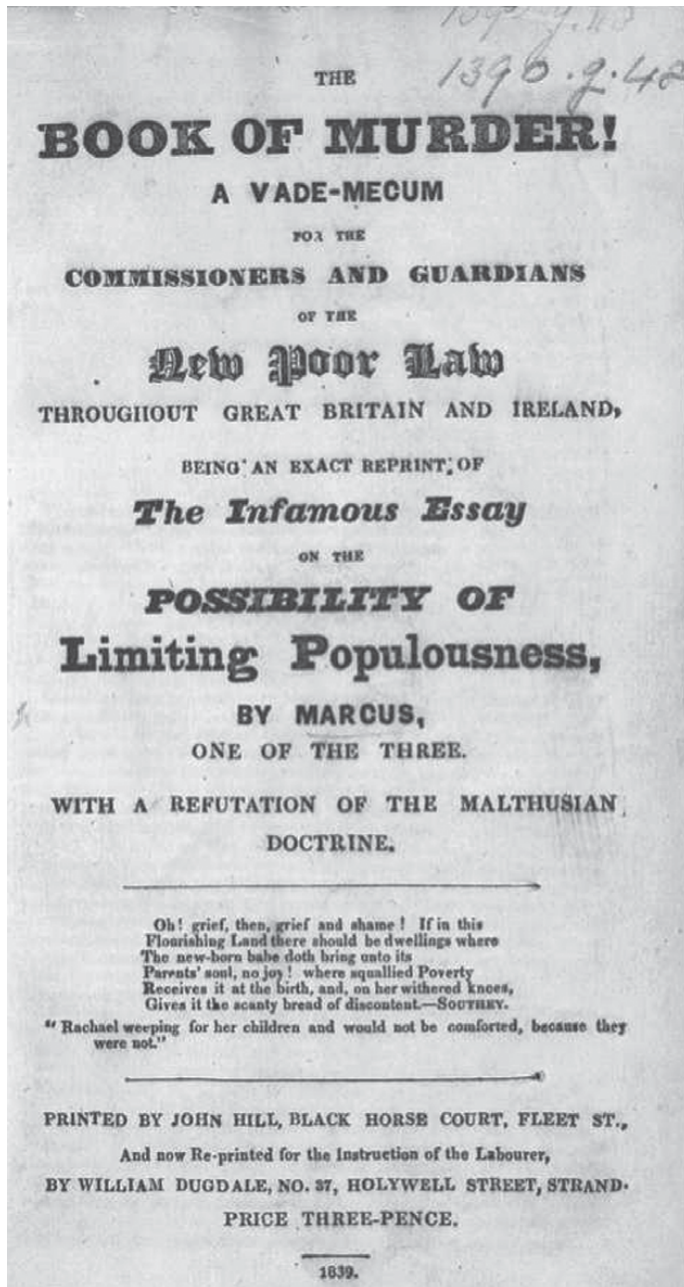 1390.g.42
THE
BOOK OF MURDER!
A VADE-MECUM
FOR THE
COMMISSIONERS AND GUARDIANS
OF THE
New Poor Law
THROUGHOUT GREAT BRITAIN AND IRELAND,
BEING AN EXACT REPRINT, OF
The Infamous Essay
ON THE
POSSIBILITY OF
Limiting Populousness,
BY MARCUS,
ONE OF THE THREE.
WITH A REFUTATION OF THE MALTHUSIAN
DOCTRINE.
Oh! grief, then, grief and shame! If in this
Flourishing Land there should be dwellings where
The new-born babe doth bring unto its
Parents' soul, no joy! where squallied Poverty
Receives it at the birth, and, on her withered knees,
Gives it the scanty bread of discontent.—SOUTHEY.
"Rachael weeping for her children and would not be comforted, because they
were not."
PRINTED BY JOHN HILL, BLACK HORSE COURT, FLEET ST.,
And now Re-printed for the Instruction of the Labourer,
BY WILLIAM DUGDALE, NO. 37, HOLYWELL STREET, STRAND.
PRICE THREE-PENCE.
1839.